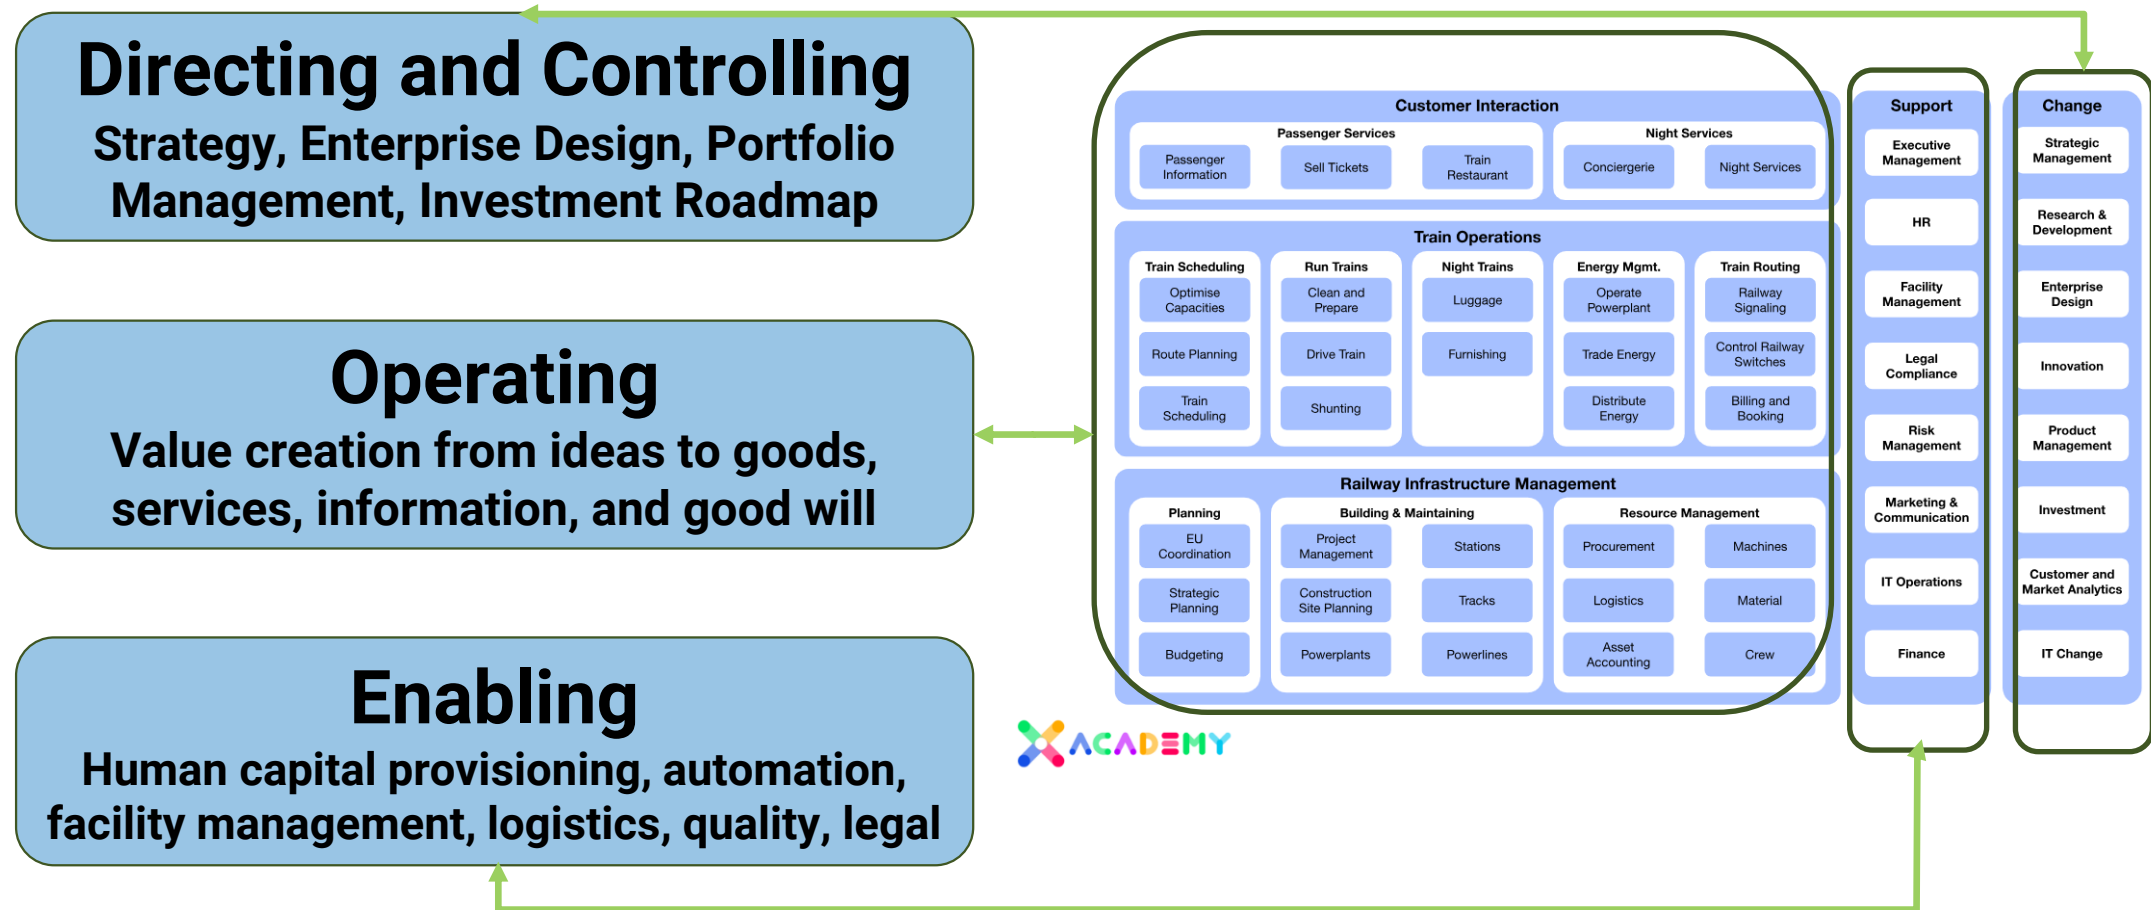 Directing and Controlling
Strategy, Enterprise Design, Portfolio
Management, Investment Roadmap
Operating
Value creation from ideas to goods,
services, information, and good will
Enabling
Human capital provisioning, automation,
facility management, logistics, quality, legal
Customer Interaction
Passenger Services
Passenger
Information
Sell Tickets
Train
Restaurant
Night Services
Conciergerie
Night Services
Train Operations
Train Scheduling
Optimise
Capacities
Route Planning
Train
Scheduling
Run Trains
Clean and
Prepare
Drive Train
Shunting
Night Trains
Luggage
Furnishing
Energy Mgmt.
Operate
Powerplant
Trade Energy
Distribute
Energy
Train Routing
Railway
Signaling
Control Railway
Switches
Billing and
Booking
Railway Infrastructure Management
Planning
EU
Coordination
Strategic
Planning
Budgeting
Building & Maintaining
Project
Management
Stations
Construction
Site Planning
Tracks
Powerplants
Powerlines
Resource Management
Procurement
Machines
Logistics
Material
Asset
Accounting
Crew
Support
Executive
Management
HR
Facility
Management
Legal
Compliance
Risk
Management
Marketing &
Communication
IT Operations
Finance
Change
Strategic
Management
Research &
Development
Enterprise
Design
Innovation
Product
Management
Investment
Customer and
Market Analytics
IT Change
ACADEMY